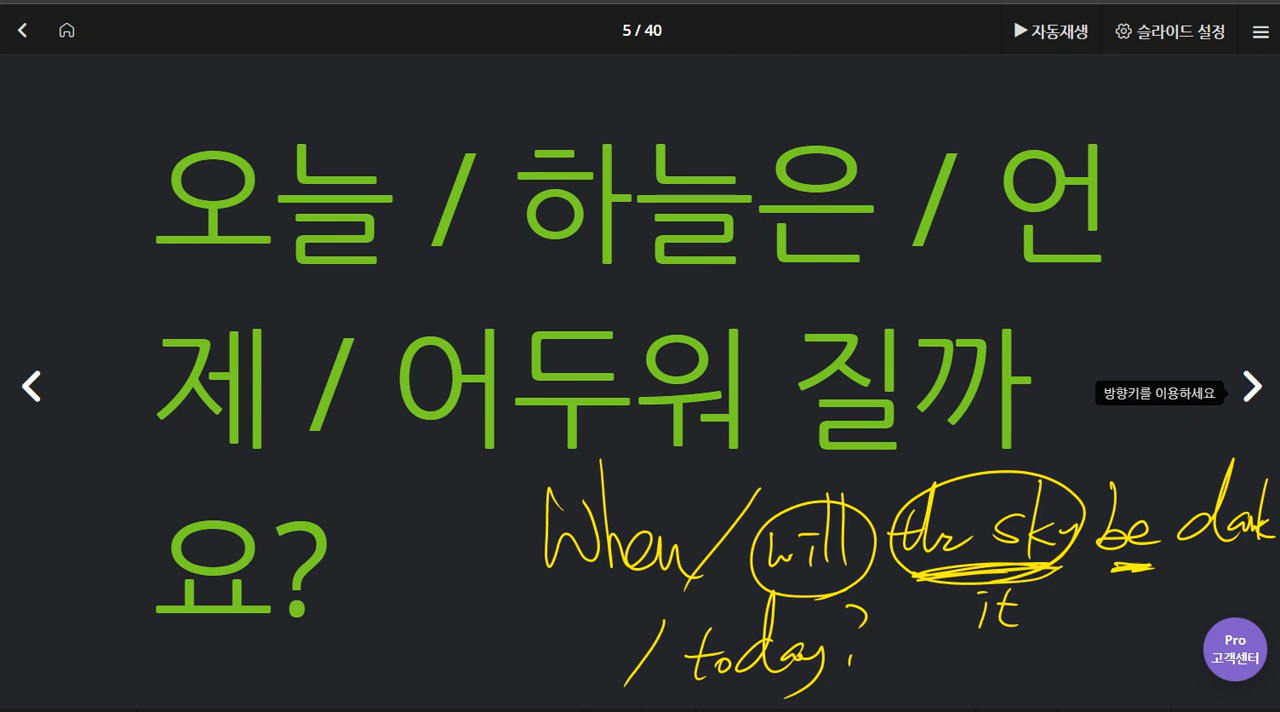 5 / 40
▶ 자동재생
슬라이드 설정
오늘 / 하늘은 / 언
제 / 어두워 질까
요?
방향키를 이용하세요
When / will the sky be dark
it
/ today?
Pro
고객센터